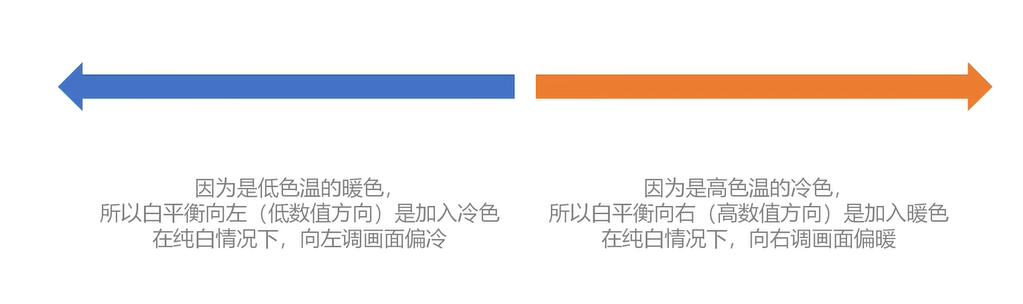 因为是低色温的暖色,
所以白平衡向左（低数值方向）是加入冷色
在纯白情况下，向左调画面偏冷
因为是高色温的冷色,
所以白平衡向右（高数值方向）是加入暖色
在纯白情况下，向右调画面偏暖